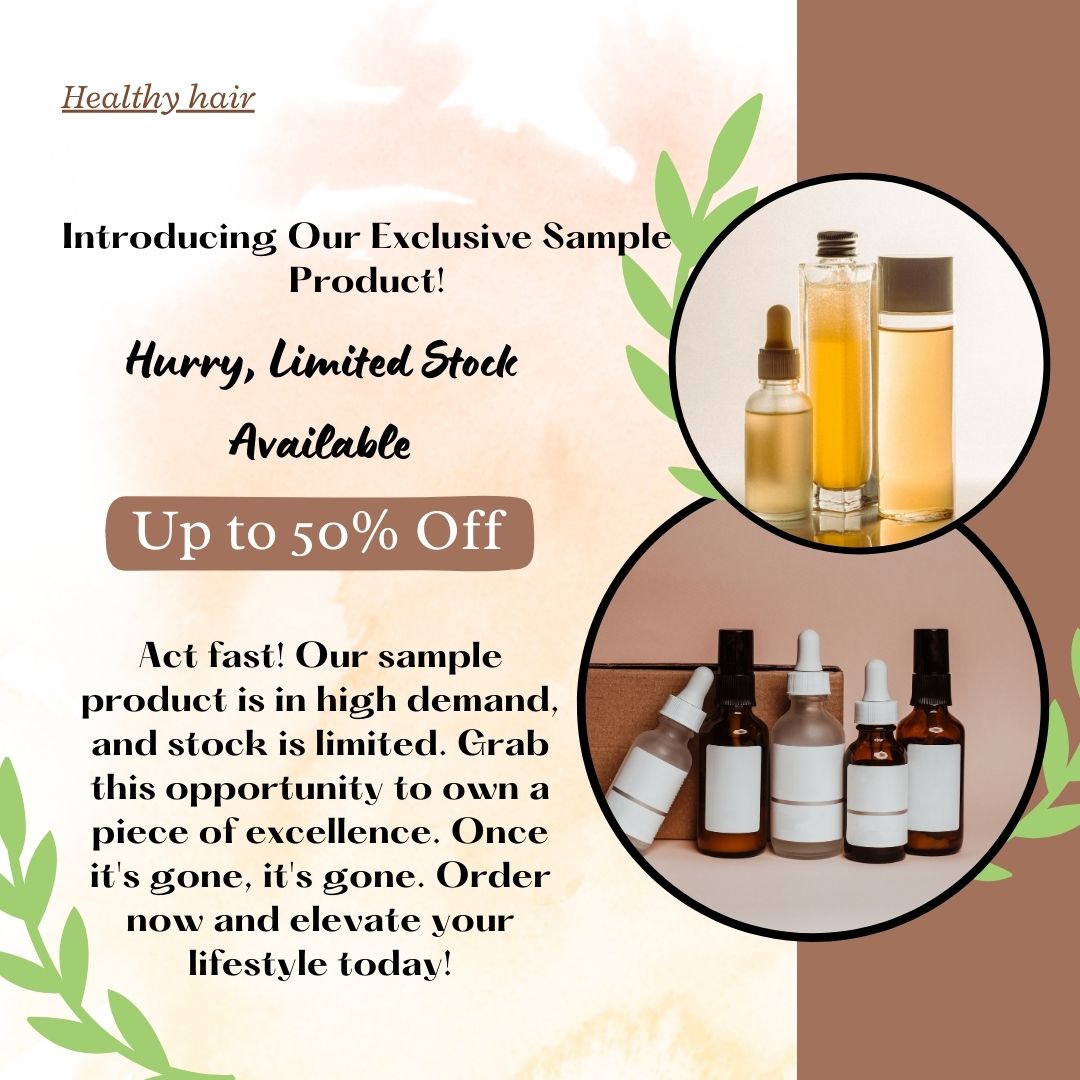 Healthy hair
Introducing Our Exclusive Sample
Product!
Hurry, Limited Stock
Available
Up to 50% Off
Act fast! Our sample
product is in high demand,
and stock is limited. Grab
this opportunity to own a
piece of excellence. Once
it's gone, it's gone. Order
now and elevate your
lifestyle today!